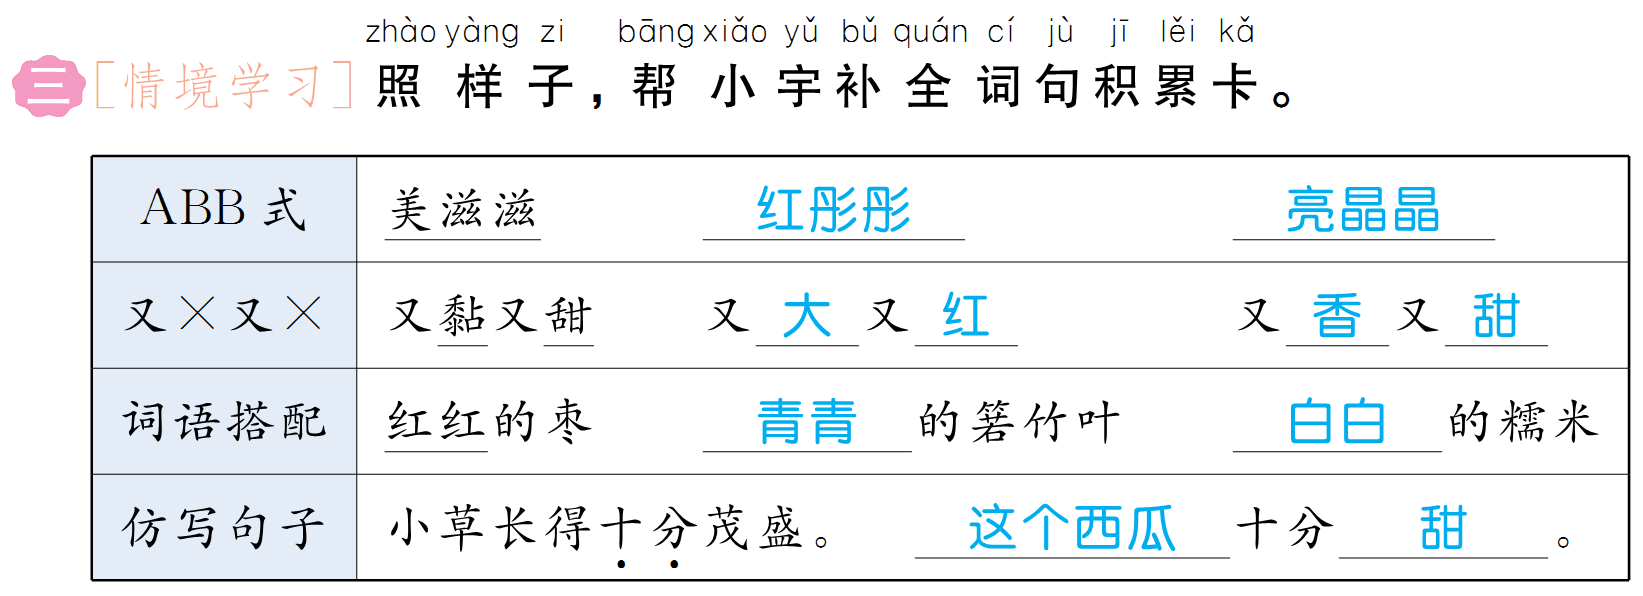 zhào yàng zi bāng xiǎo yǔ bǔ quán cí jù jī lěi kǎ
三 [情境学习] 照样子，帮小宇补全词句积累卡。
ABB 式 美滋滋 红彤彤 亮晶晶
又×又× 又黏又甜 又大又红 又香又甜
词语搭配 红红的枣 青青的箬竹叶 白白的糯米
仿写句子 小草长得十分茂盛。 这个西瓜十分甜。